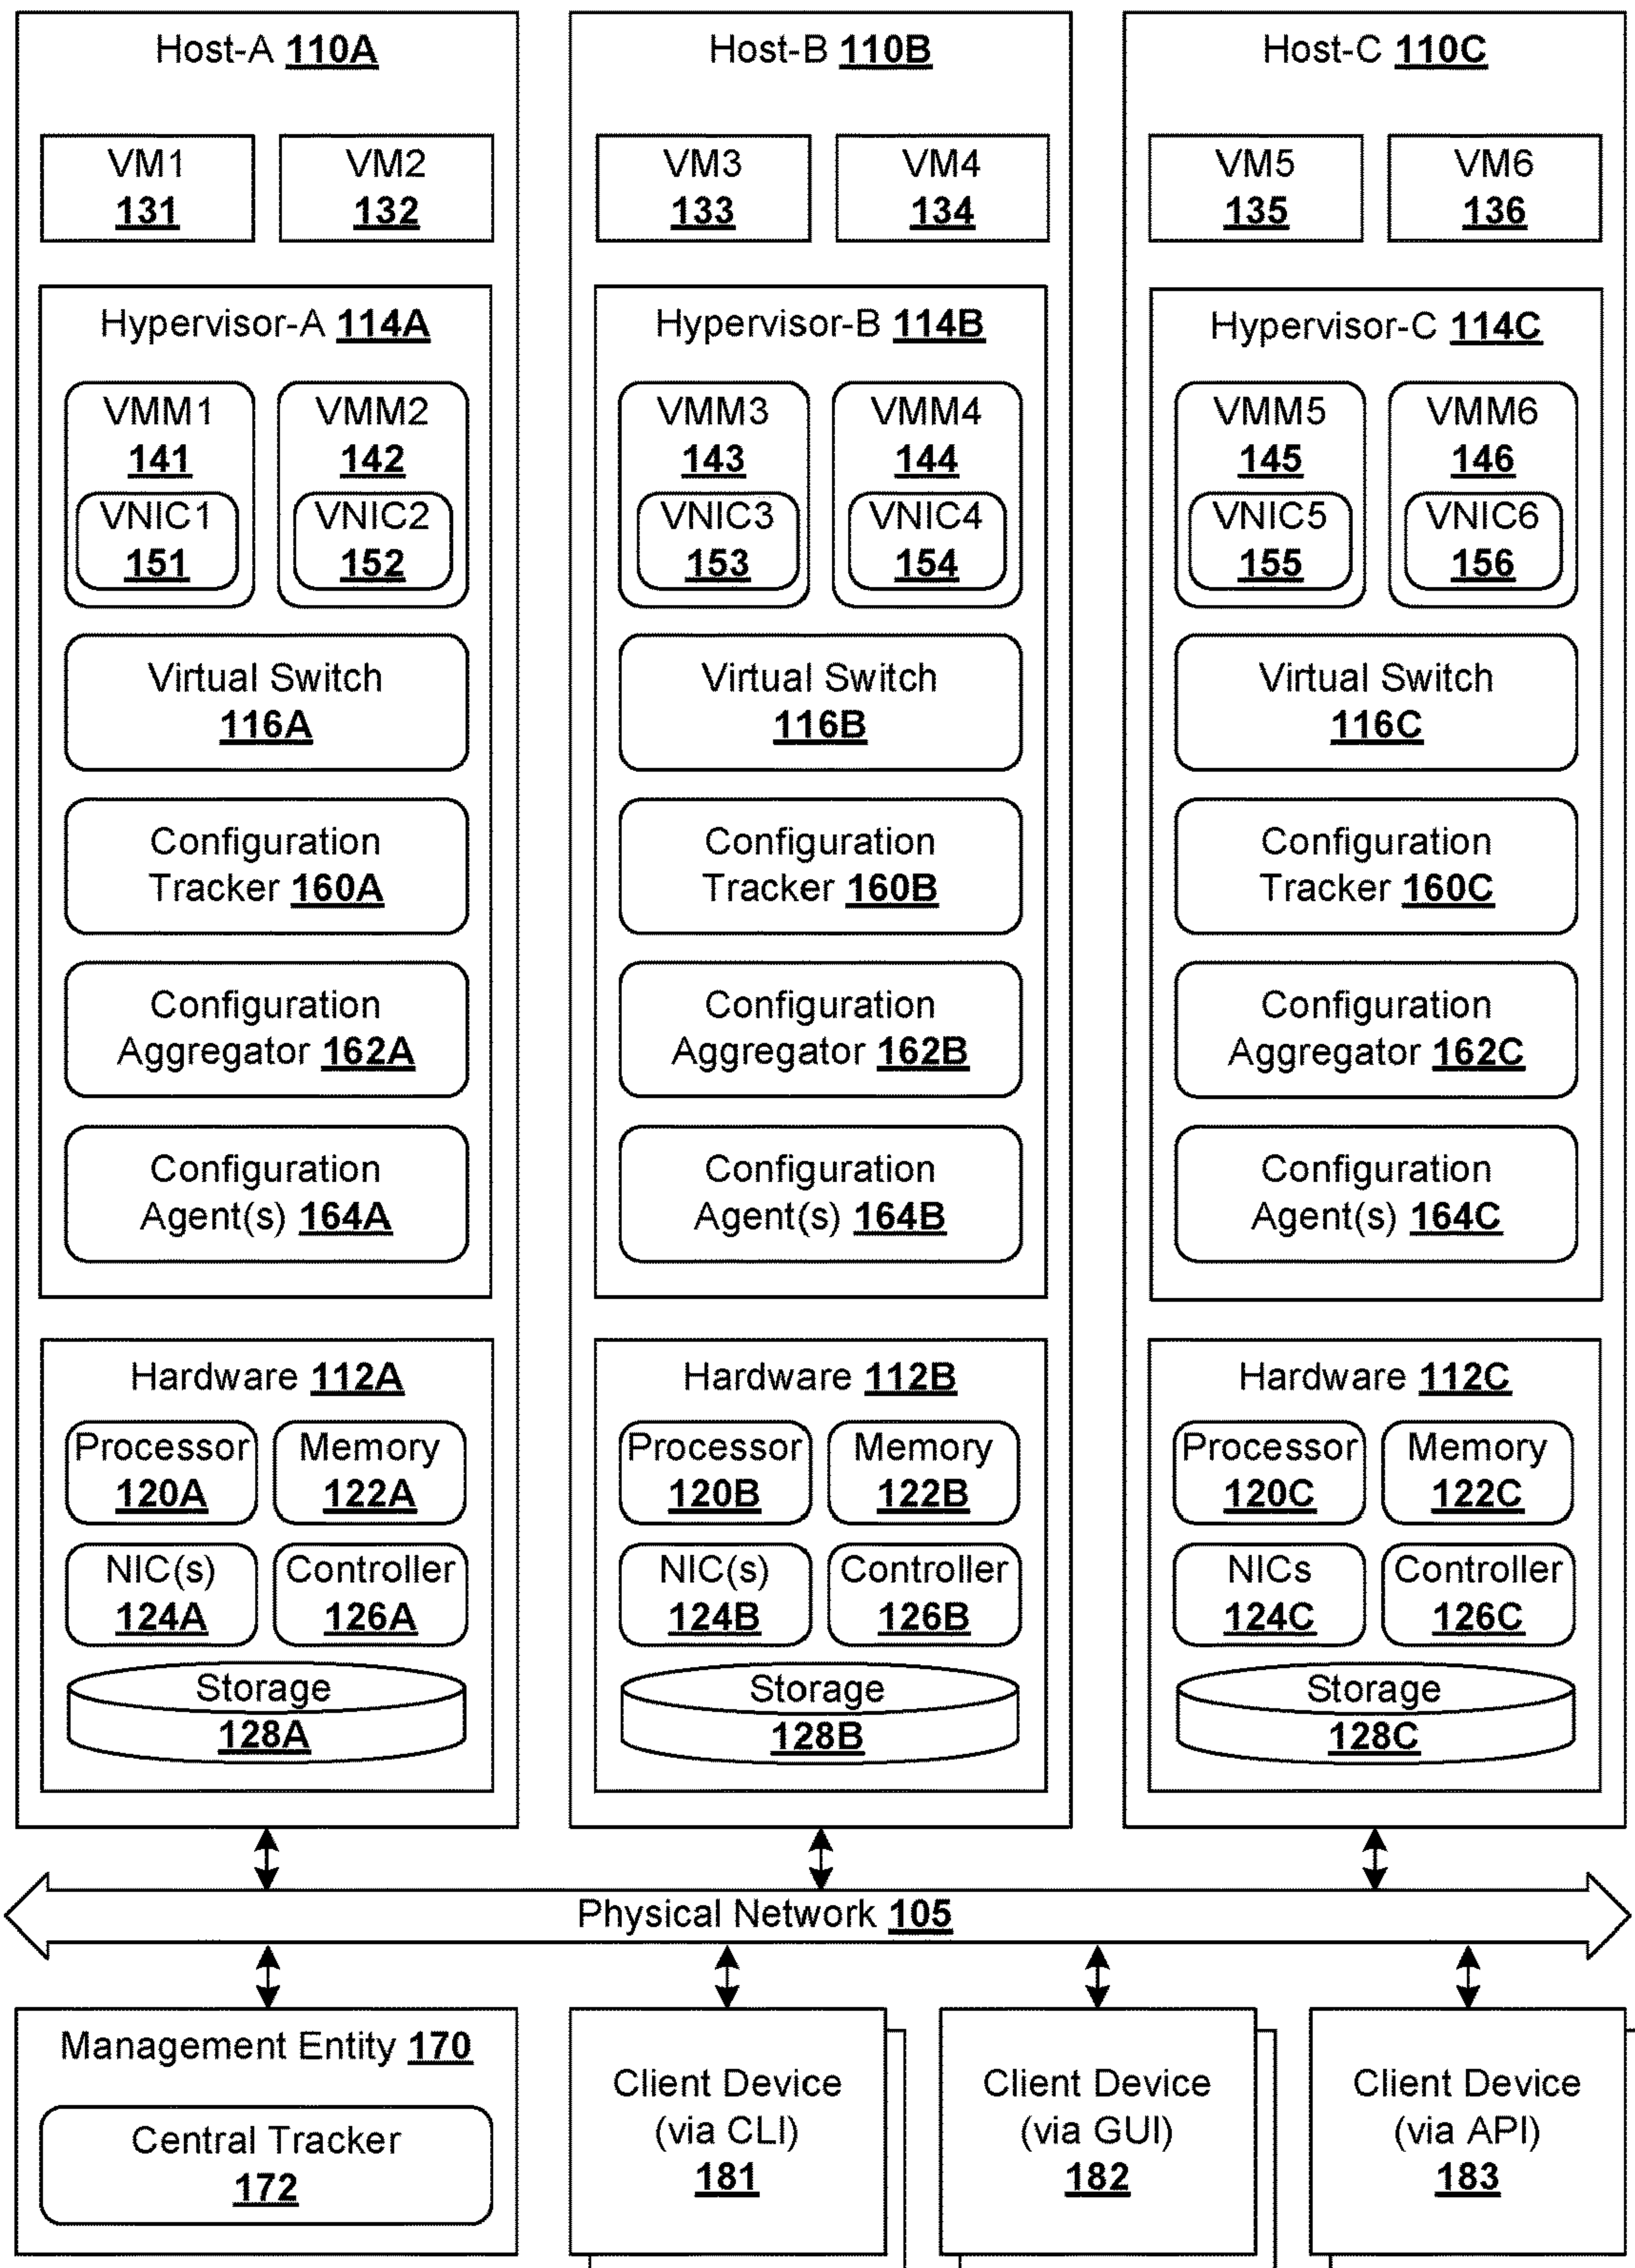 Host-A 110A
VM1
131
VM2
132
Hypervisor-A 114A
VMM1
141
VNIC1
151
VMM2
142
VNIC2
152
Virtual Switch
116A
Configuration
Tracker 160A
Configuration
Aggregator 162A
Configuration
Agent(s) 164A
Hardware 112A
Processor
120A
Memory
122A
NIC(s)
124A
Controller
126A
Storage
128A
Host-B 110B
VM3
133
VM4
134
Hypervisor-B 114B
VMM3
143
VNIC3
153
VMM4
144
VNIC4
154
Virtual Switch
116B
Configuration
Tracker 160B
Configuration
Aggregator 162B
Configuration
Agent(s) 164B
Hardware 112B
Processor
120B
Memory
122B
NIC(s)
124B
Controller
126B
Storage
128B
Host-C 110C
VM5
135
VM6
136
Hypervisor-C 114C
VMM5
145
VNIC5
155
VMM6
146
VNIC6
156
Virtual Switch
116C
Configuration
Tracker 160C
Configuration
Aggregator 162C
Configuration
Agent(s) 164C
Hardware 112C
Processor
120C
Memory
122C
NICs
124C
Controller
126C
Storage
128C
Physical Network 105
Management Entity 170
Central Tracker
172
Client Device
(via CLI)
181
Client Device
(via GUI)
182
Client Device
(via API)
183